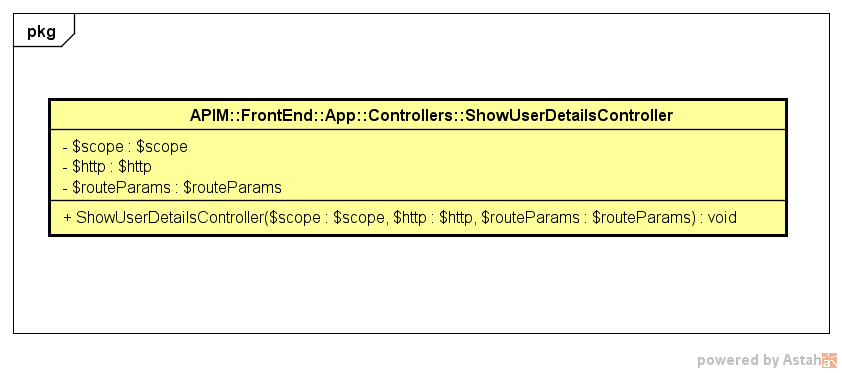 pkg
APIM::FrontEnd::App::Controllers::ShowUserDetailsController
- $scope : $scope
- $http : $http
- $routeParams : $routeParams
+ ShowUserDetailsController($scope : $scope, $http : $http, $routeParams : $routeParams) : void
powered by Astah